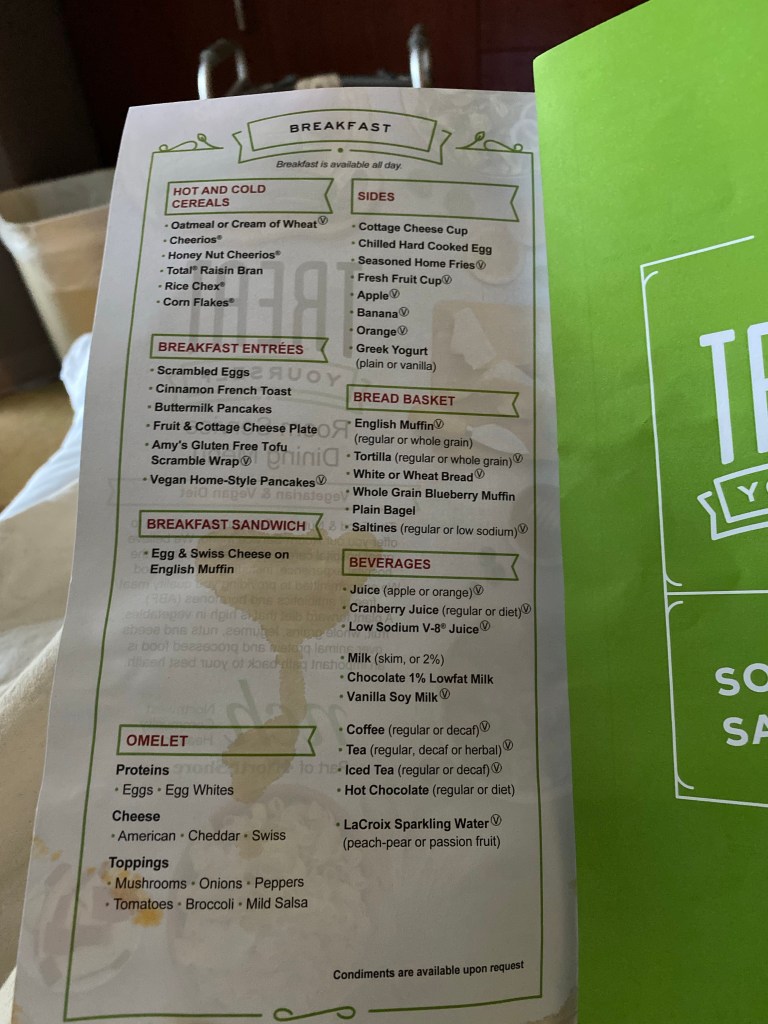 BREAKFAST
Breakfast is available all day.
HOT AND COLD
CEREALS
• Oatmeal or Cream of Wheat Ⓥ
• Cheerios®
• Honey Nut Cheerios®
• Total® Raisin Bran
• Rice Chex®
• Corn Flakes®
BREAKFAST ENTRÉES
• Scrambled Eggs
• Cinnamon French Toast
• Buttermilk Pancakes
• Fruit & Cottage Cheese Plate
• Amy's Gluten Free Tofu
Scramble Wrap Ⓥ
• Vegan Home-Style Pancakes Ⓥ
BREAKFAST SANDWICH
• Egg & Swiss Cheese on
English Muffin
OMELET
Proteins
• Eggs • Egg Whites
Cheese
• American • Cheddar • Swiss
Toppings
• Mushrooms • Onions • Peppers
• Tomatoes • Broccoli • Mild Salsa
SIDES
• Cottage Cheese Cup
• Chilled Hard Cooked Egg
• Seasoned Home Fries Ⓥ
• Fresh Fruit Cup Ⓥ
• Apple Ⓥ
• Banana Ⓥ
• Orange Ⓥ
• Greek Yogurt
(plain or vanilla)
BREAD BASKET
• English Muffin Ⓥ
(regular or whole grain)
• Tortilla (regular or whole grain) Ⓥ
• White or Wheat Bread Ⓥ
• Whole Grain Blueberry Muffin
• Plain Bagel
• Saltines (regular or low sodium) Ⓥ
BEVERAGES
• Juice (apple or orange) Ⓥ
• Cranberry Juice (regular or diet) Ⓥ
• Low Sodium V-8® Juice Ⓥ
• Milk (skim, or 2%)
• Chocolate 1% Lowfat Milk
• Vanilla Soy Milk Ⓥ
• Coffee (regular or decaf) Ⓥ
• Tea (regular, decaf or herbal) Ⓥ
• Iced Tea (regular or decaf) Ⓥ
• Hot Chocolate (regular or diet)
• LaCroix Sparkling Water Ⓥ
(peach-pear or passion fruit)
Condiments are available upon request